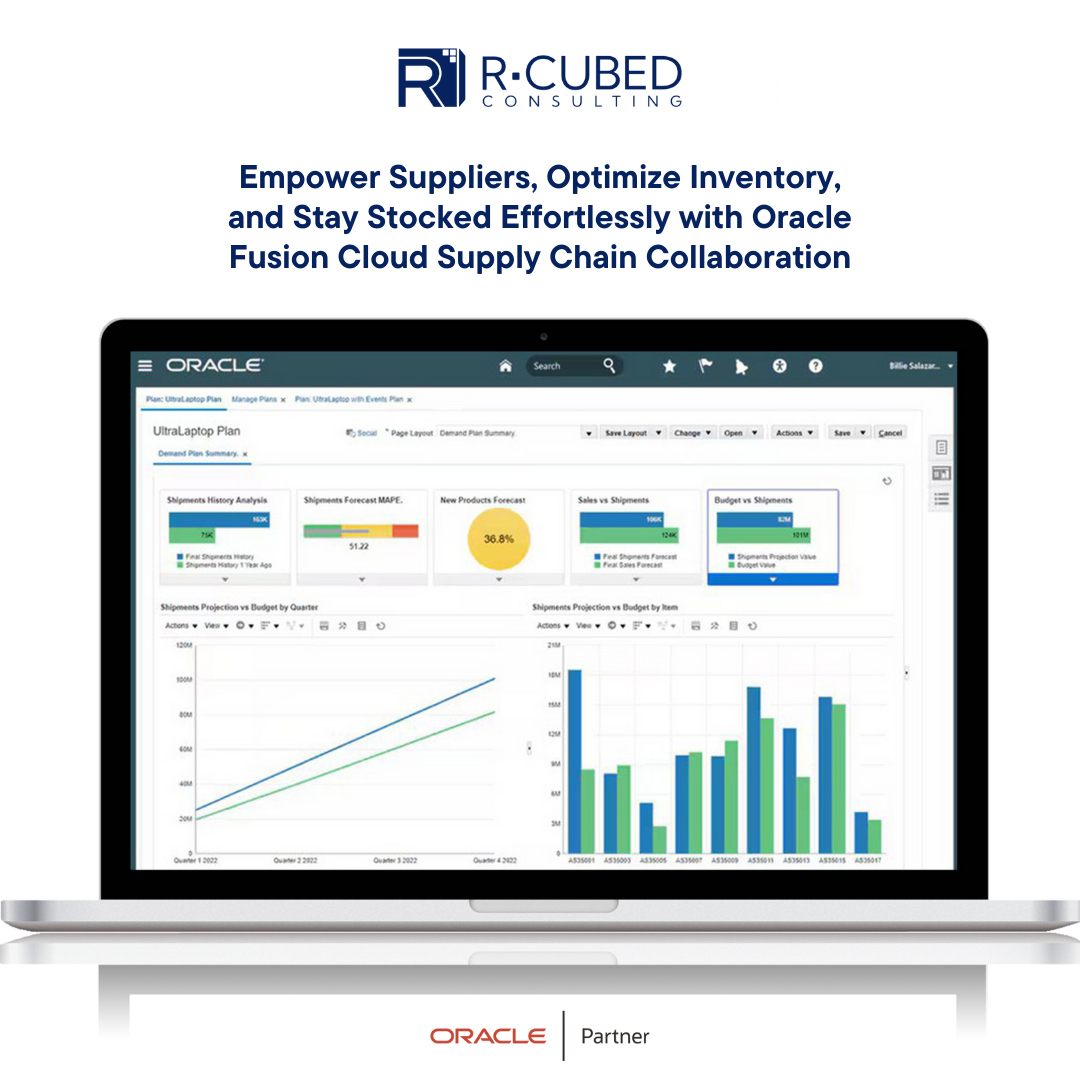 R·CUBED
CONSULTING
Empower Suppliers, Optimize Inventory,
and Stay Stocked Effortlessly with Oracle
Fusion Cloud Supply Chain Collaboration
ORACLE
Search
Billie Salazar...
Plan: UltraLaptop Plan
Manage Plans ×
Plan: UltraLaptop with Events Plan ×
UltraLaptop Plan
Social
* Page Layout Demand Plan Summary.
Save Layout
Change
Open
Actions
Save
Cancel
Demand Plan Summary. ×
Shipments History Analysis
103K
75K
Final Shipments History
Shipments History 1 Year Ago
Shipments Forecast MAPE.
51.22
New Products Forecast
36.8%
Sales vs Shipments
106K
124K
Final Shipments Forecast
Final Sales Forecast
Budget vs Shipments
82M
101M
Shipments Projection Value
Budget Value
Shipments Projection vs Budget by Quarter
Actions View
120M
100M
80M
60M
40M
20M
0
Quarter 1 2022 Quarter 2 2022 Quarter 3 2022 Quarter 4 2022
Shipments Projection vs Budget by Item
Actions View
21M
18M
15M
12M
9M
6M
3M
0
AS35001 AS35003 AS35005 AS35007 AS35009 AS35011 AS35013 AS35015 AS35017
ORACLE | Partner